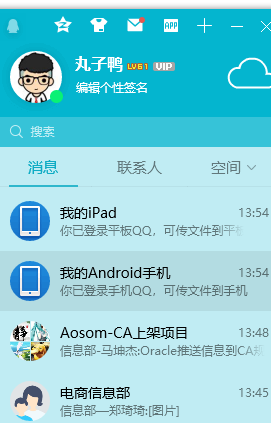 APP
丸子鸭 LV61 VIP
编辑个性签名
搜索
消息 联系人 空间
我的iPad 13:54
你已登录平板QQ，可传文件到平板
我的Android手机 13:54
你已登录手机QQ，可传文件到手机
Aosom-CA上架项目 13:48
信息部-马坤杰:Oracle推送信息到CA规
电商信息部 13:45
信息部—郑琦琦:[图片]